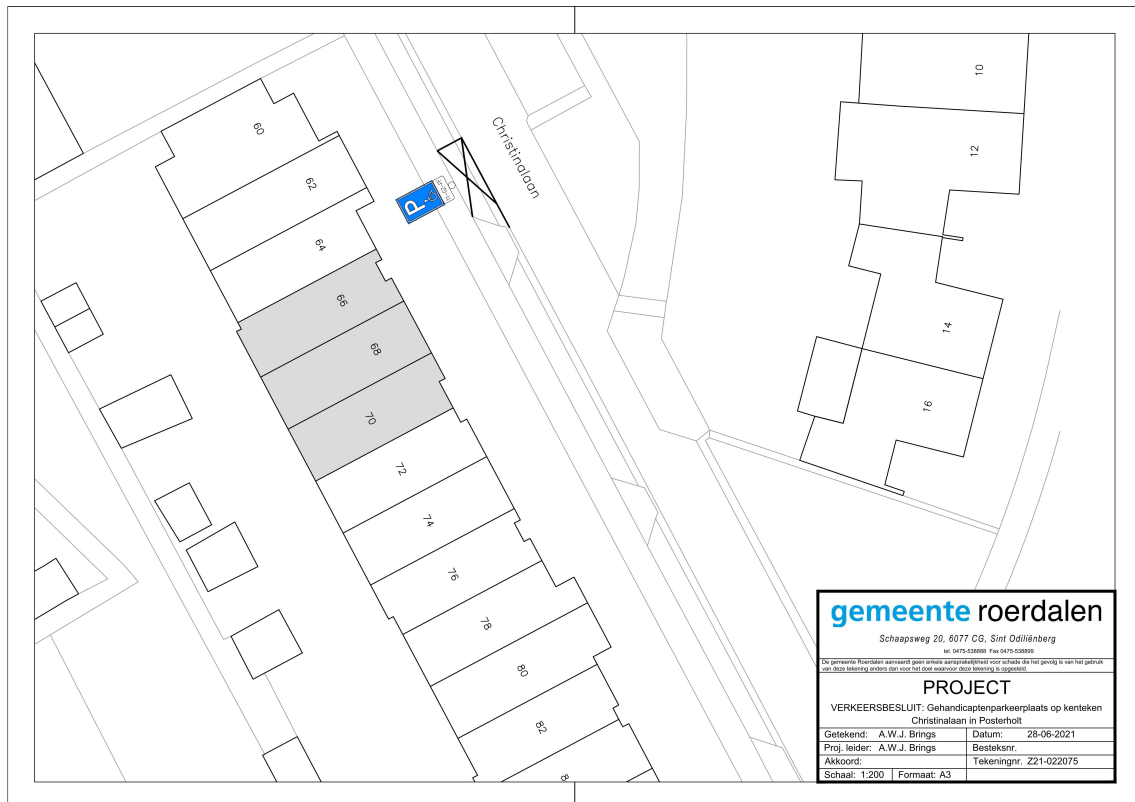 Christinalaan
P
60
62
64
66
68
70
72
74
76
78
80
82
10
12
14
16
gemeente roerdalen
Schaapsweg 20, 6077 CG, Sint Odiliënberg
tel. 0475-538888 Fax 0475-538899
De gemeente Roerdalen aanvaardt geen enkele aansprakelijkheid voor schade die het gevolg is van het gebruik
van deze tekening anders dan voor het doel waarvoor deze tekening is opgesteld.
PROJECT
VERKEERSBESLUIT: Gehandicaptenparkeerplaats op kenteken
Christinalaan in Posterholt
Getekend: A.W.J. Brings Datum: 28-06-2021
Proj. leider: A.W.J. Brings Besteksnr.
Akkoord: Tekeningnr. Z21-022075
Schaal: 1:200 Formaat: A3